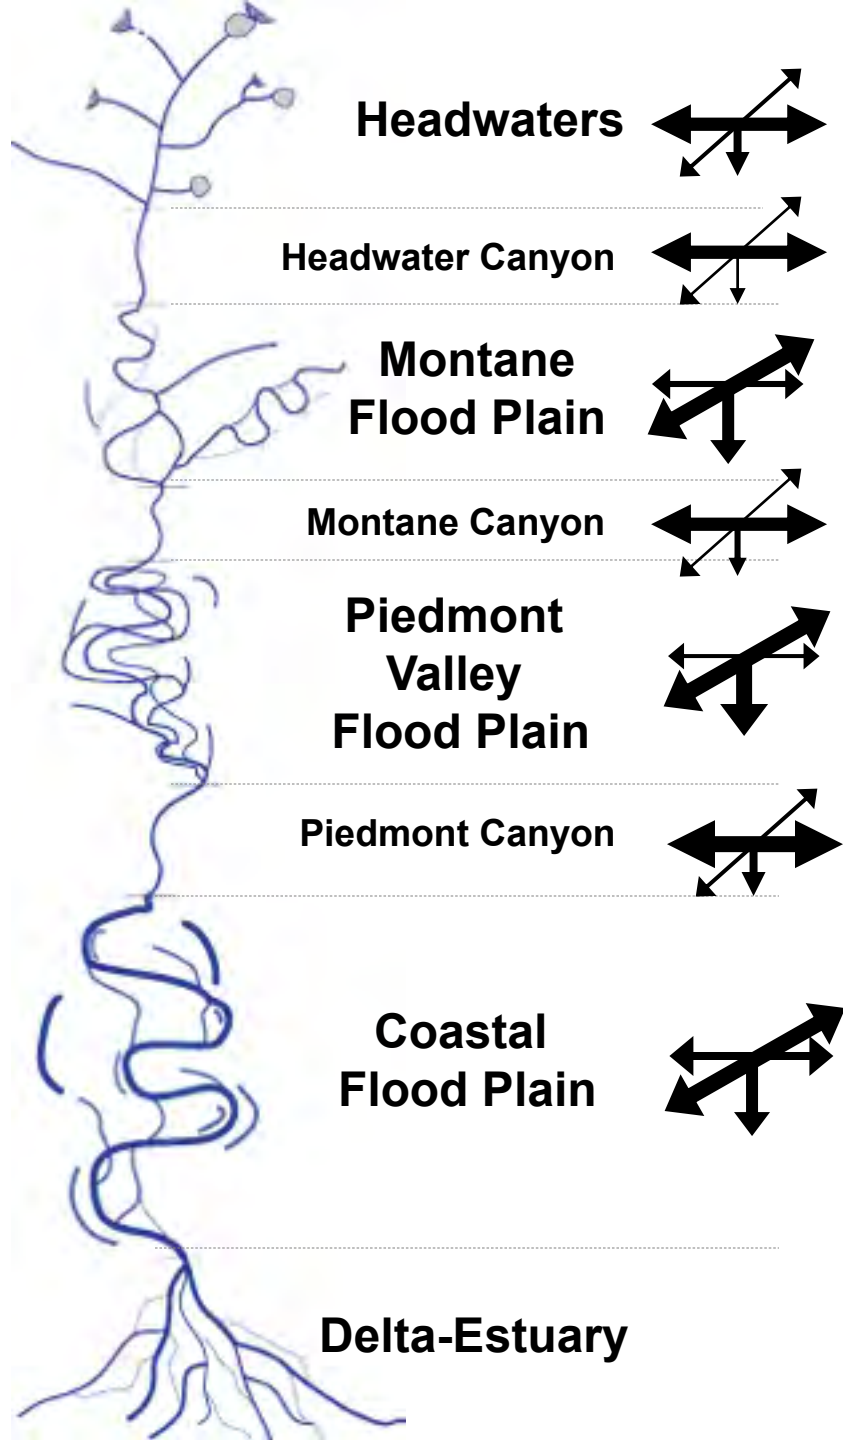 Headwaters
Headwater Canyon
Montane
Flood Plain
Montane Canyon
Piedmont
Valley
Flood Plain
Piedmont Canyon
Coastal
Flood Plain
Delta-Estuary